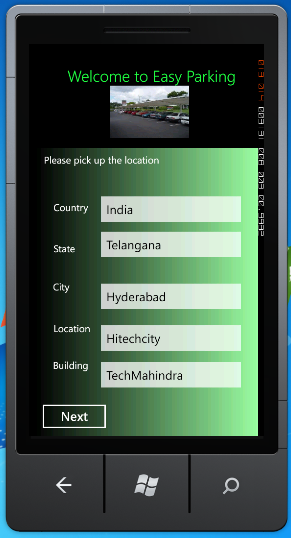 Welcome to Easy Parking
Please pick up the location
Country
India
State
Telangana
City
Hyderabad
Location
Hitechcity
Building
TechMahindra
Next